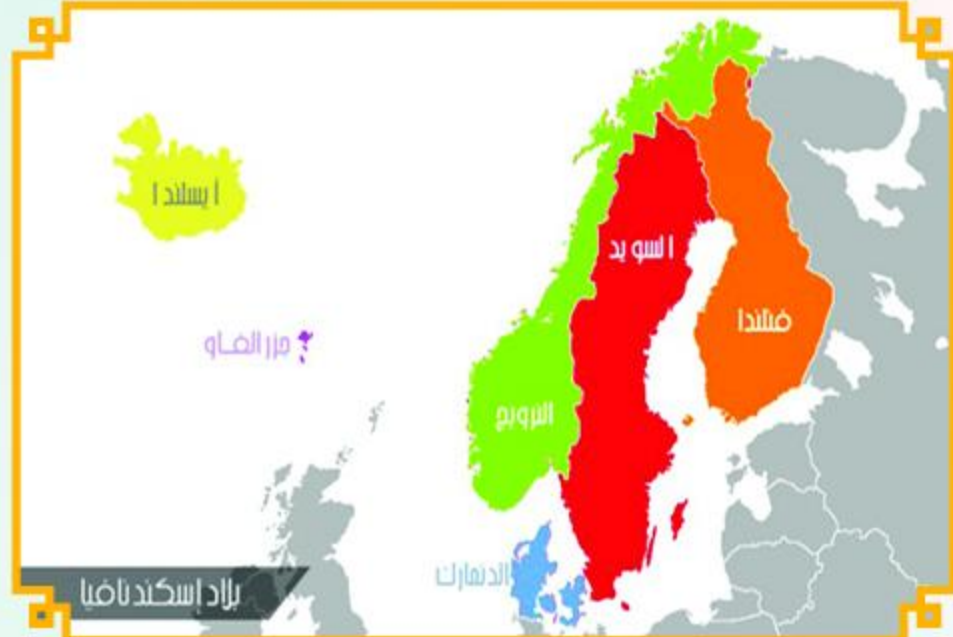 ايسلندا
السويد
فنلندا
جزر الفاو
النرويج
الدنمارك
بلاد إسكندنافيا